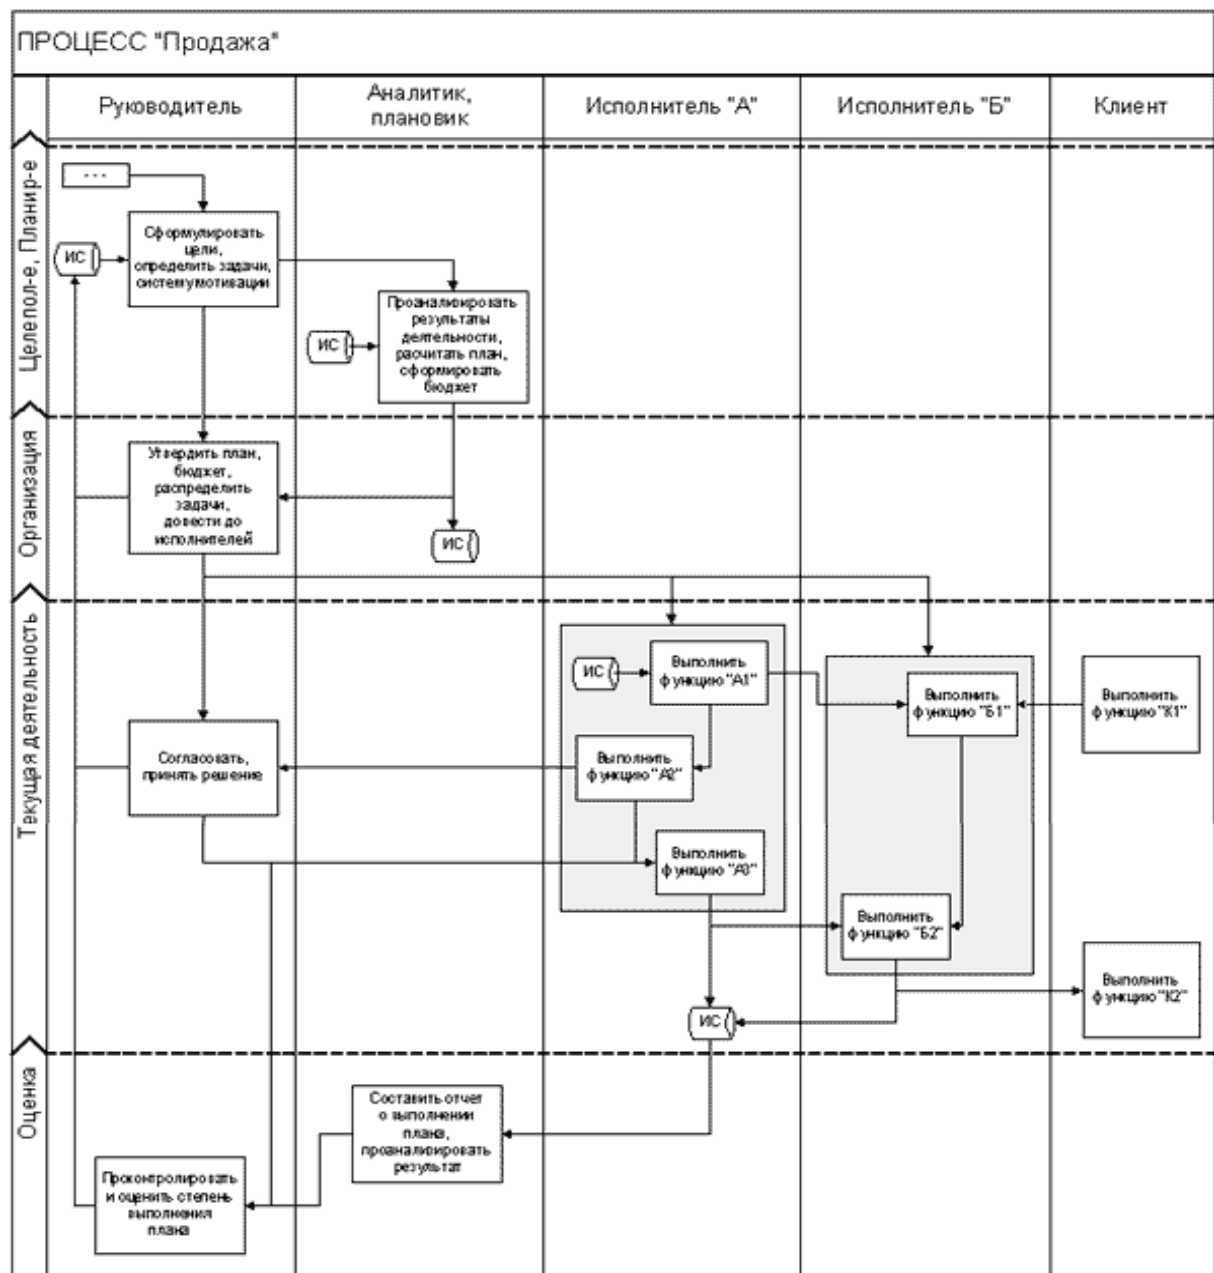 ПРОЦЕСС "Продажа"
Руководитель
Аналитик,
плановик
Исполнитель "А"
Исполнитель "Б"
Клиент
Целепол-е, Планир-е
- - -
Сформулировать
цели,
определить задачи,
систему мотивации
ИС
Проанализировать
результаты
деятельности,
расчитать план,
сформировать
бюджет
ИС
Организация
Утвердить план,
бюджет,
распределить
задачи,
довести до
исполнителей
ИС
Текущая деятельность
ИС
Выполнить
функцию "А1"
Выполнить
функцию "Б1"
Выполнить
функцию "К1"
Согласовать,
принять решение
Выполнить
функцию "А2"
Выполнить
функцию "А3"
Выполнить
функцию "Б2"
Выполнить
функцию "К2"
ИС
Оценка
Составить отчет
о выполнении
плана,
проанализировать
результат
Проконтролировать
и оценить степень
выполнения
плана